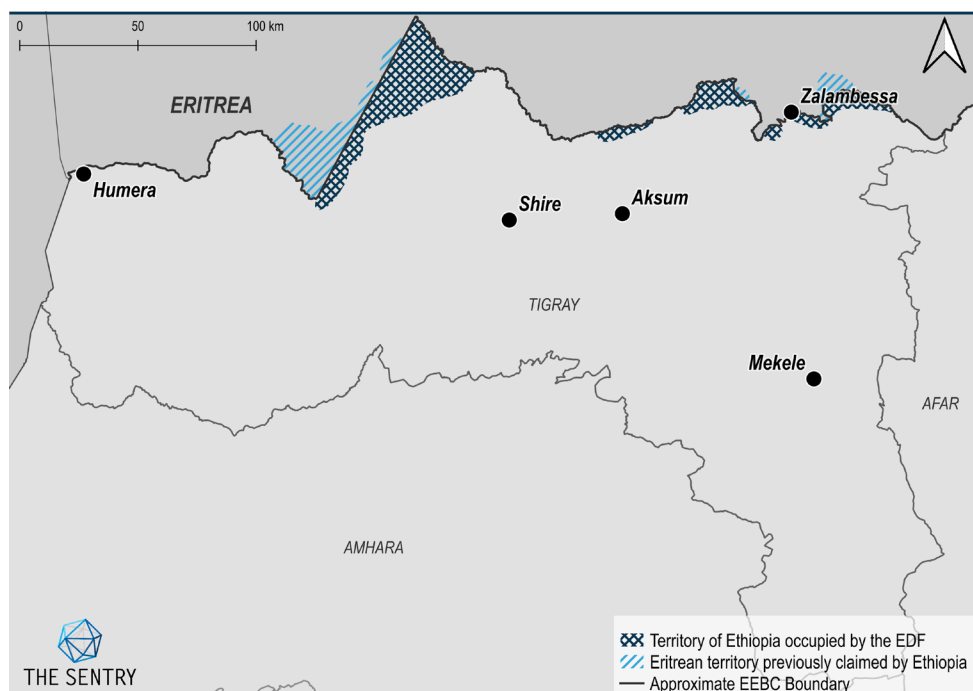 0 50 100 km
ERITREA
Zalambessa
Humera
Shire
Aksum
TIGRAY
Mekele
AFAR
AMHARA
THE SENTRY
Territory of Ethiopia occupied by the EDF
Eritrean territory previously claimed by Ethiopia
Approximate EEBC Boundary